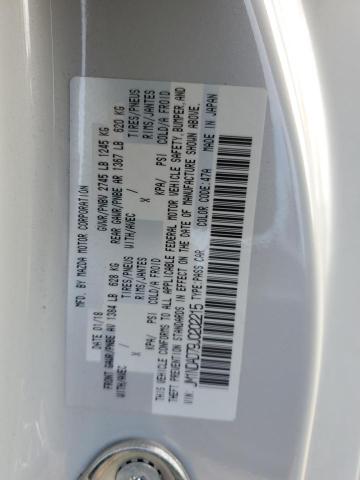 MFD. BY MAZDA MOTOR CORPORATION
DATE 01/18 GVWR/PNBV 2745 LB 1245 KG
FRONT GAWR/PNBE AV 1384 LB 628 KG REAR GAWR/PNBE AR 1367 LB 620 KG
WITH/AVEC TIRES/PNEUS WITH/AVEC TIRES/PNEUS
X RIMS/JANTES X RIMS/JANTES
KPA/ PSI COLD/A FROID KPA/ PSI COLD/A FROID
THIS VEHICLE CONFORMS TO ALL APPLICABLE FEDERAL MOTOR VEHICLE SAFETY, BUMPER, AND
THEFT PREVENTION STANDARDS IN EFFECT ON THE DATE OF MANUFACTURE SHOWN ABOVE.
VIN: JM1NDAD79J0202215 TYPE:PASS CAR COLOR CODE:47A MADE IN JAPAN